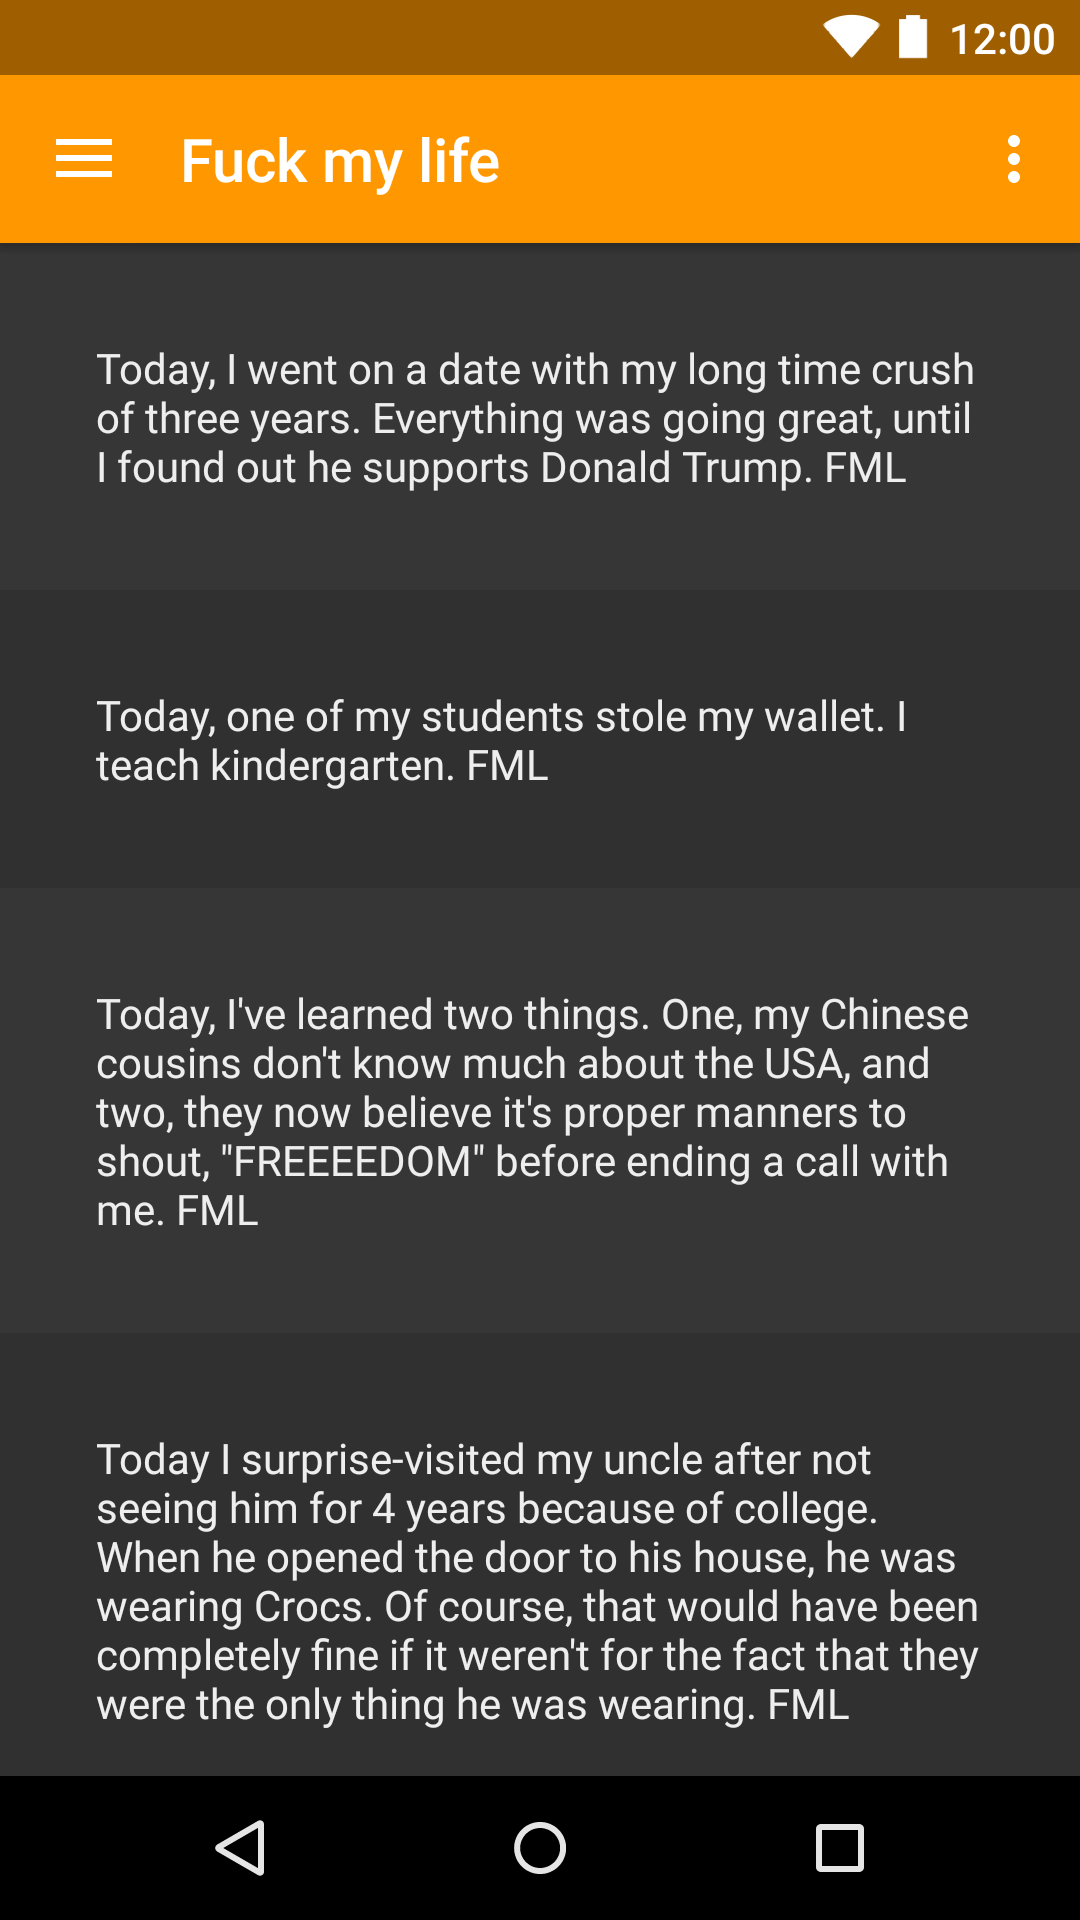 12:00
Fuck my life
Today, I went on a date with my long time crush
of three years. Everything was going great, until
I found out he supports Donald Trump. FML
Today, one of my students stole my wallet. I
teach kindergarten. FML
Today, I've learned two things. One, my Chinese
cousins don't know much about the USA, and
two, they now believe it's proper manners to
shout, "FREEEEDOM" before ending a call with
me. FML
Today I surprise-visited my uncle after not
seeing him for 4 years because of college.
When he opened the door to his house, he was
wearing Crocs. Of course, that would have been
completely fine if it weren't for the fact that they
were the only thing he was wearing. FML